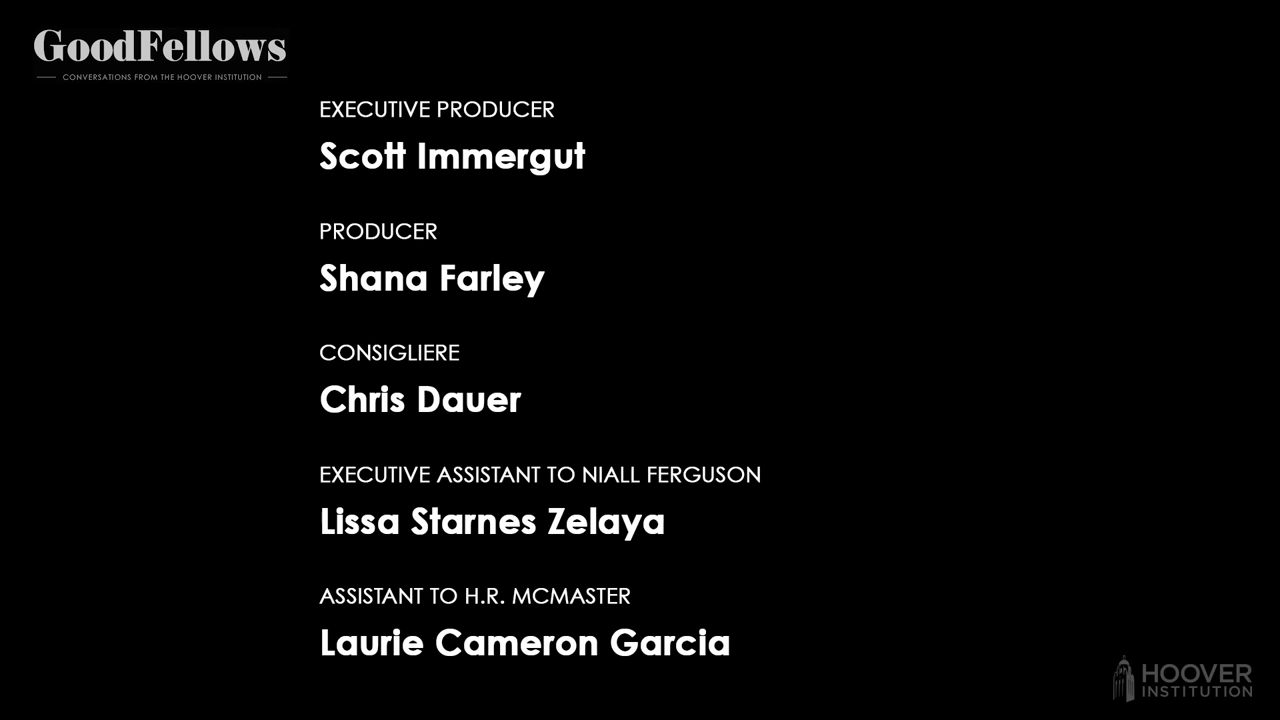 GoodFellows
CONVERSATIONS FROM THE HOOVER INSTITUTION
EXECUTIVE PRODUCER
Scott Immergut
PRODUCER
Shana Farley
CONSIGLIERE
Chris Dauer
EXECUTIVE ASSISTANT TO NIALL FERGUSON
Lissa Starnes Zelaya
ASSISTANT TO H.R. MCMASTER
Laurie Cameron Garcia
HOOVER
INSTITUTION